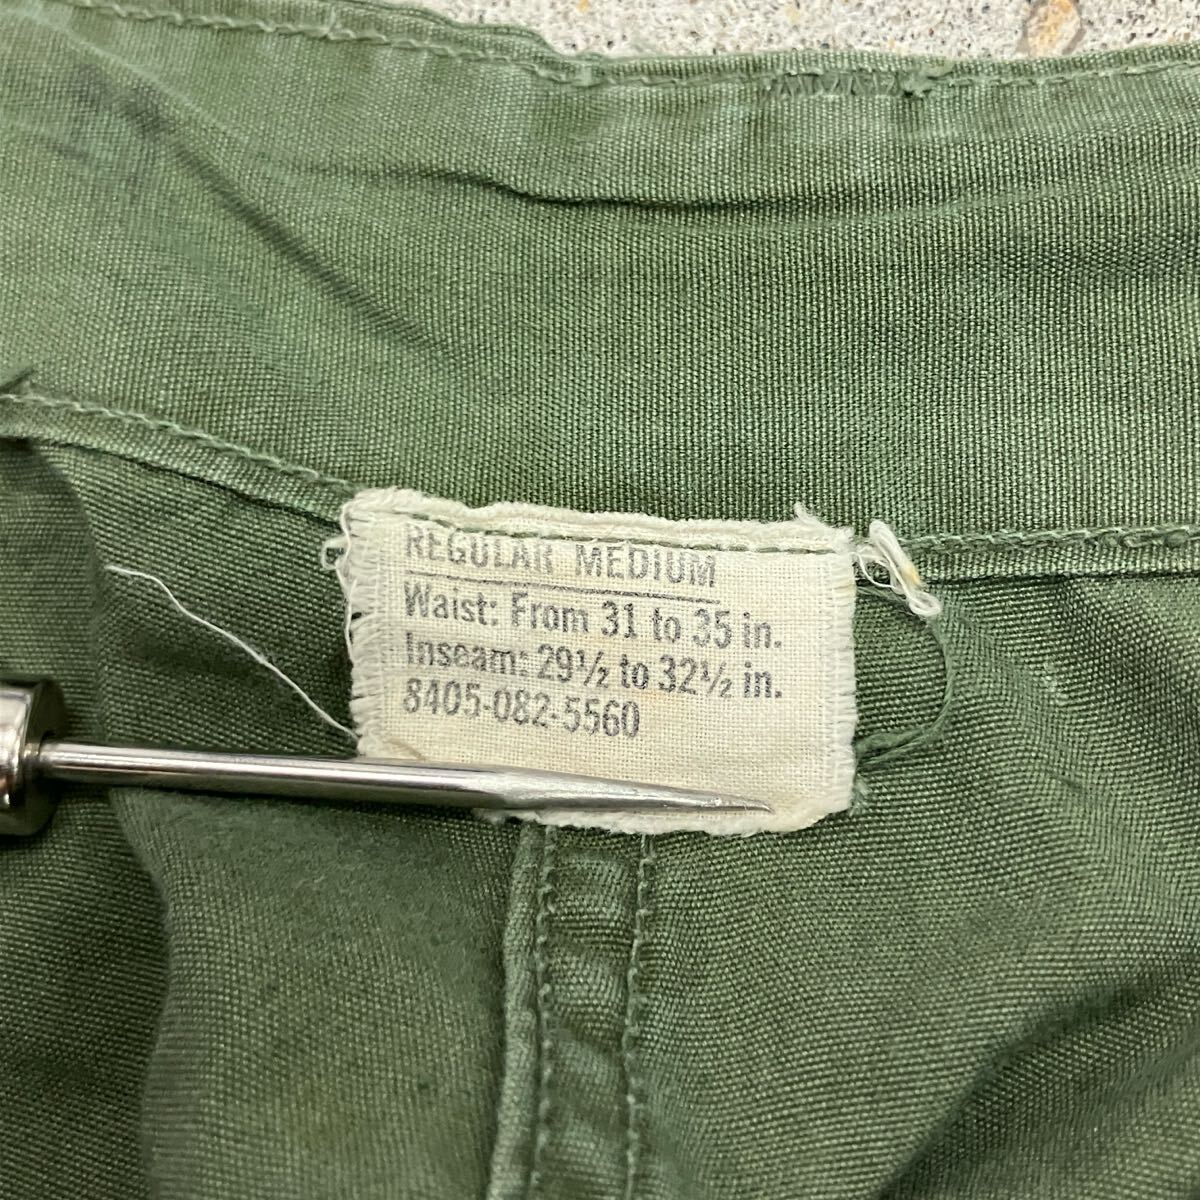 REGULAR MEDIUM
Waist: From 31 to 35 in.
Inseam: 29½ to 32½ in.
8405-082-5560